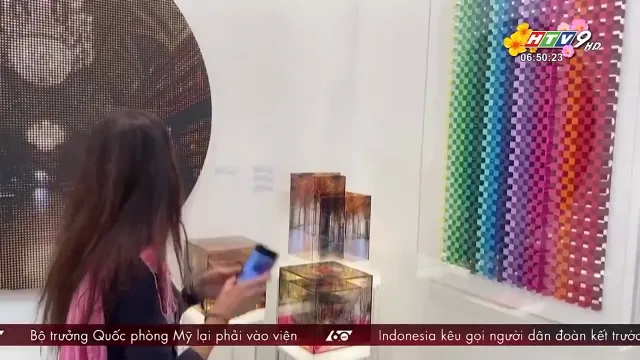 HTV9 HD
06:50:23
Bộ trưởng Quốc phòng Mỹ lại phải vào viện
60
Indonesia kêu gọi người dân đoàn kết trước